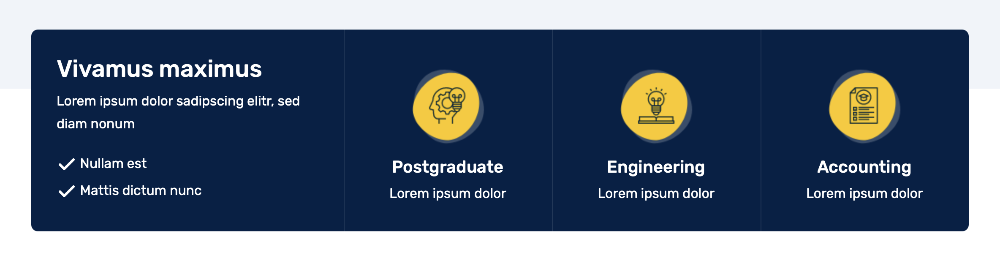 Vivamus maximus
Lorem ipsum dolor sadipscing elitr, sed
diam nonum
Nullam est
Mattis dictum nunc
Postgraduate
Lorem ipsum dolor
Engineering
Lorem ipsum dolor
Accounting
Lorem ipsum dolor